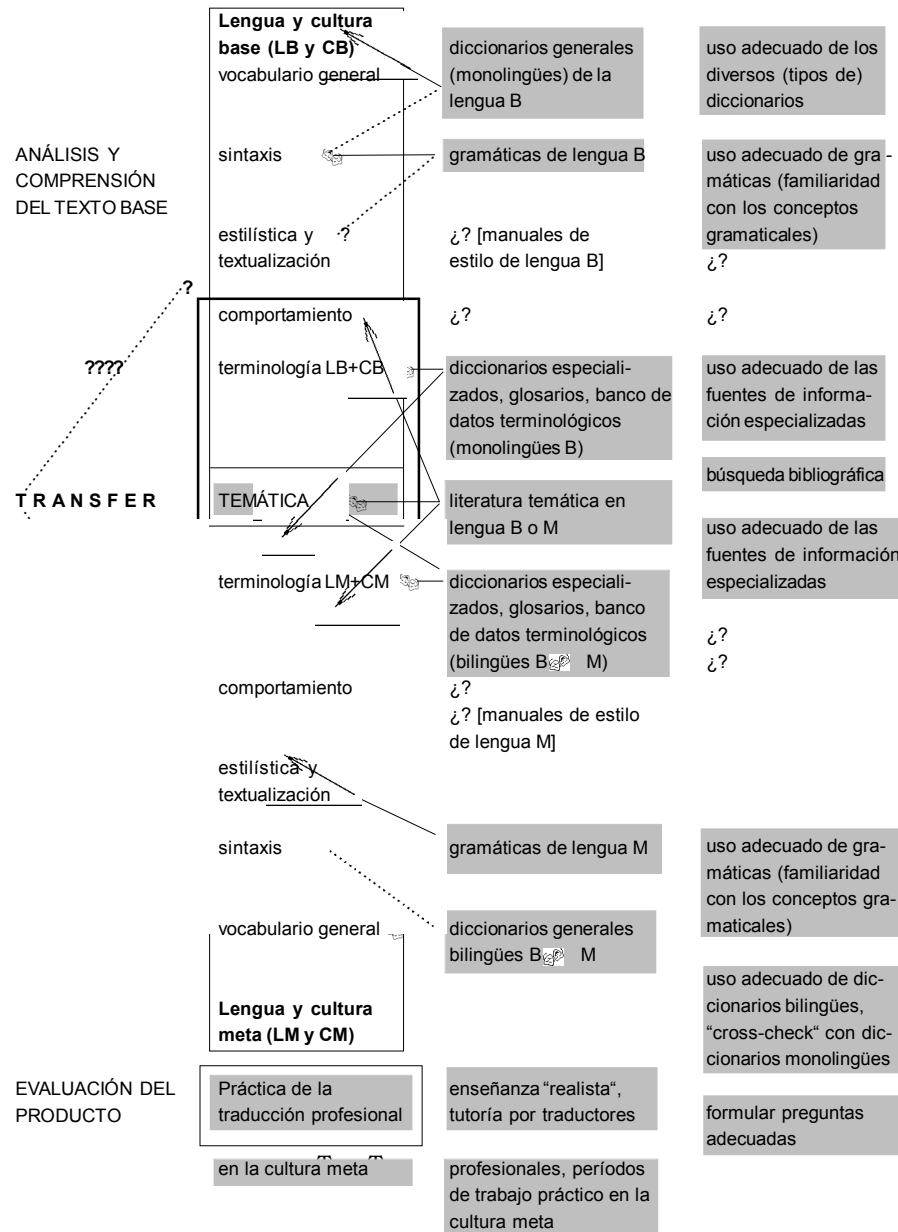 Lengua y cultura
base (LB y CB)
vocabulario general
diccionarios generales
(monolingües) de la
lengua B
uso adecuado de los
diversos (tipos de)
diccionarios
ANÁLISIS Y
COMPRENSIÓN
DEL TEXTO BASE
sintaxis
gramáticas de lengua B
uso adecuado de gra -
máticas (familiaridad
con los conceptos
gramaticales)
estilística y ?
textualización
¿? [manuales de
estilo de lengua B]
¿?
?
comportamiento
¿?
¿?
????
terminología LB+CB
diccionarios especiali-
zados, glosarios, banco de
datos terminológicos
(monolingües B)
uso adecuado de las
fuentes de informa-
ción especializadas
búsqueda bibliográfica
T R A N S F E R
TEMÁTICA
literatura temática en
lengua B o M
uso adecuado de las
fuentes de información
especializadas
terminología LM+CM
diccionarios especiali-
zados, glosarios, banco
de datos terminológicos
(bilingües B M)
¿?
¿?
comportamiento
¿?
¿? [manuales de estilo
de lengua M]
estilística y
textualización
sintaxis
gramáticas de lengua M
uso adecuado de gra-
máticas (familiaridad
con los conceptos gra-
maticales)
vocabulario general
diccionarios generales
bilingües B M
uso adecuado de dic-
cionarios bilingües,
“cross-check“ con dic-
cionarios monolingües
Lengua y cultura
meta (LM y CM)
EVALUACIÓN DEL
PRODUCTO
Práctica de la
traducción profesional
enseñanza “realista“,
tutoría por traductores
formular preguntas
adecuadas
en la cultura meta
profesionales, períodos
de trabajo práctico en la
cultura meta